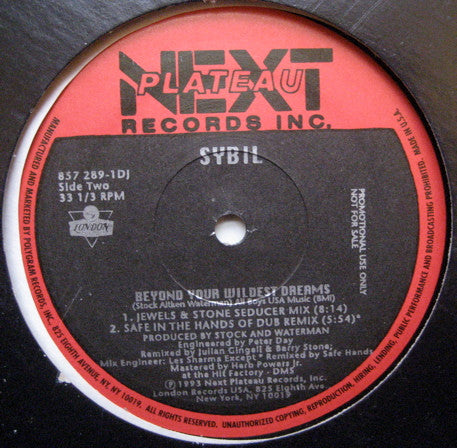 NEXT
PLATEAU
RECORDS INC.
SYBIL
857 289-1DJ
Side Two
33 1/3 RPM
LONDON
PROMOTIONAL USE ONLY
NOT FOR SALE
BEYOND YOUR WILDEST DREAMS
(Stock Aitken Waterman) All Boys USA Music (BMI)
1. JEWELS & STONE SEDUCER MIX (8:14)
2. SAFE IN THE HANDS OF DUB REMIX (5:54)*
PRODUCED BY STOCK AND WATERMAN
Engineered by Peter Day
Remixed by Julian Gingell & Barry Stone;
Mix Engineer: Les Sharma Except * Remixed by Safe Hands
Mastered by Herb Powers Jr.
at the Hit Factory - DMS
Ⓟ 1993 Next Plateau Records, Inc.
London Records USA, 825 Eighth Ave.
New York, NY 10019
MANUFACTURED AND MARKETED BY POLYGRAM RECORDS, INC., 825 EIGHTH AVENUE, NY, NY 10019. ALL RIGHTS RESERVED. UNAUTHORIZED COPYING, REPRODUCTION, HIRING, LENDING, PUBLIC PERFORMANCE AND BROADCASTING PROHIBITED. MADE IN U.S.A.